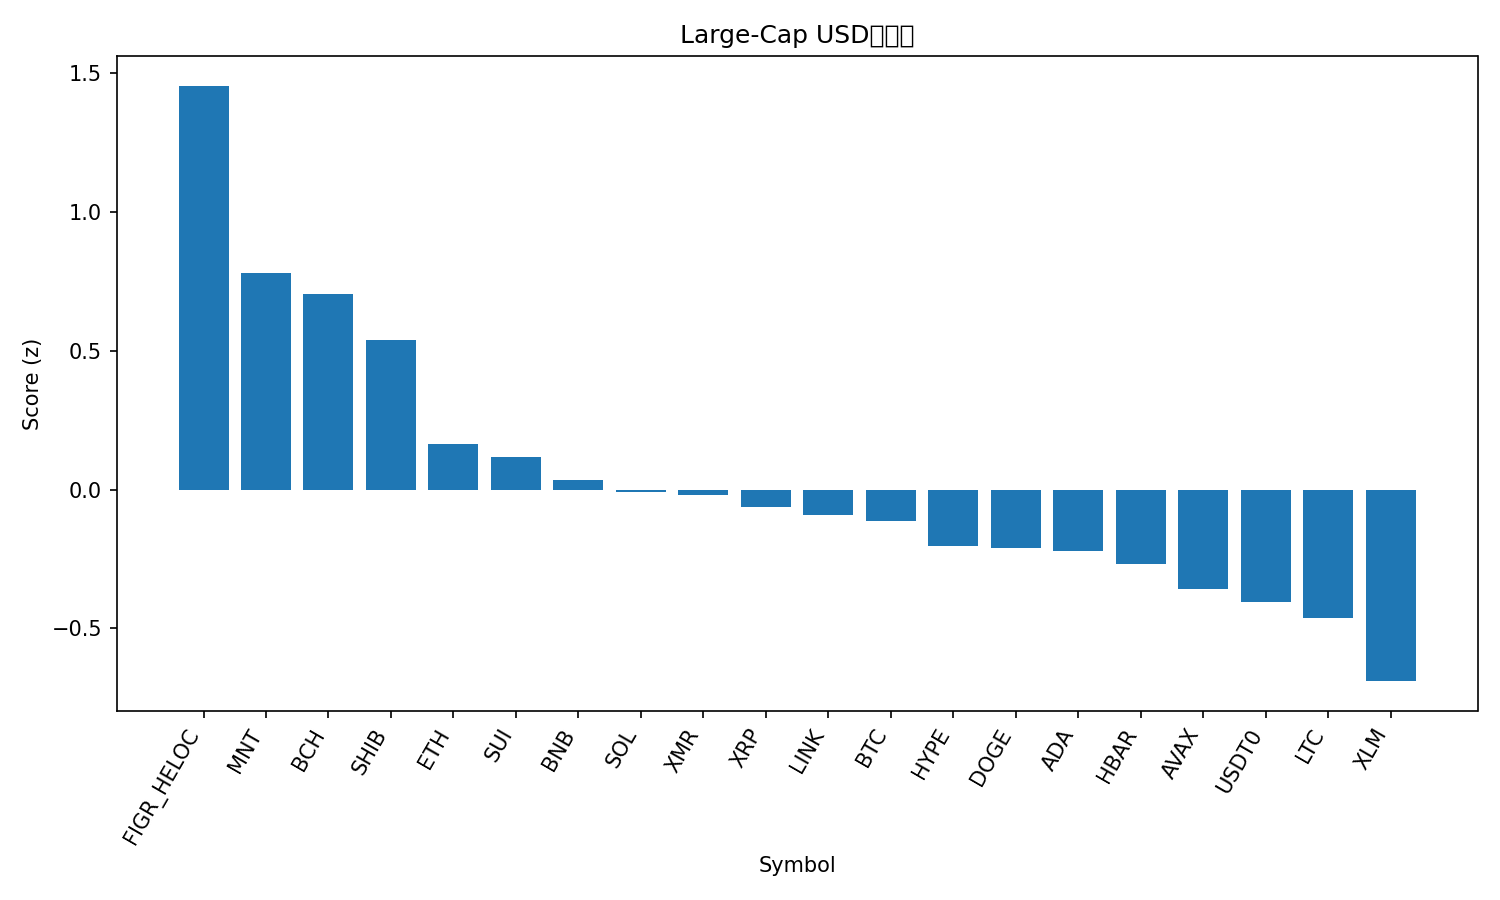 Large-Cap USD
Score (z)
1.5
1.0
0.5
0.0
−0.5
FIGR_HELOC
MNT
BCH
SHIB
ETH
SUI
BNB
SOL
XMR
XRP
LINK
BTC
HYPE
DOGE
ADA
HBAR
AVAX
USDT0
LTC
XLM
Symbol